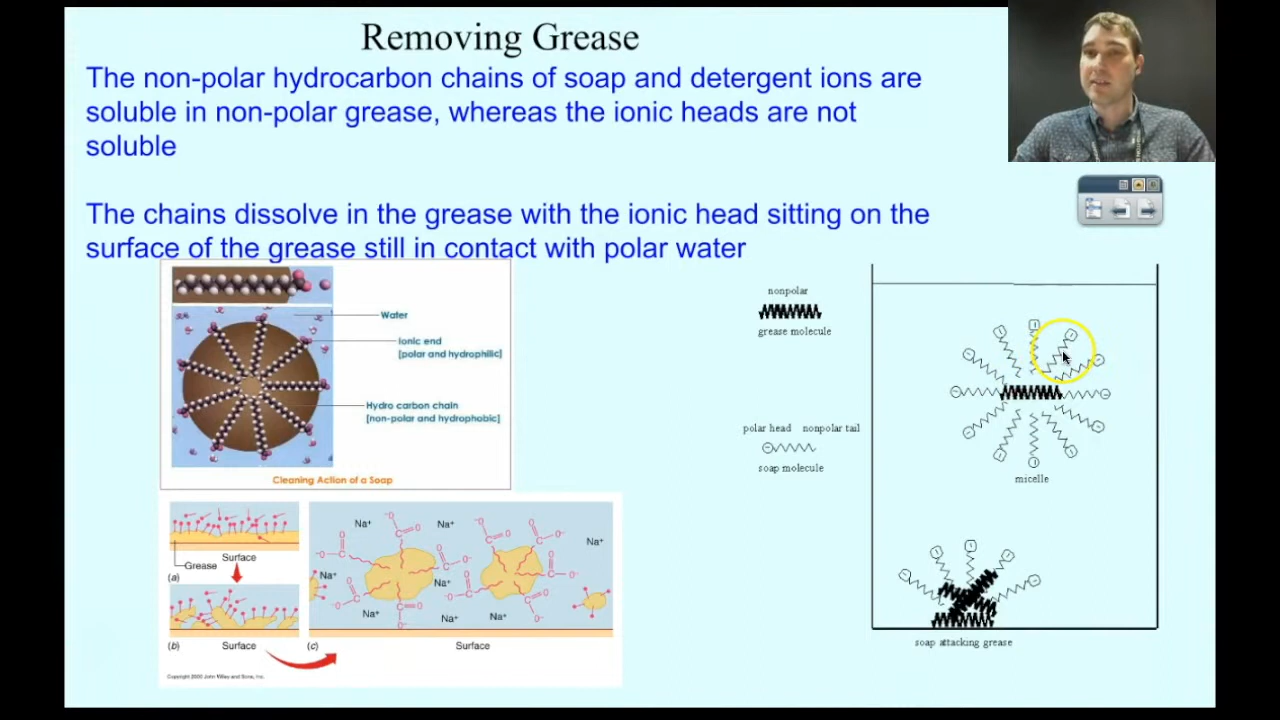 Removing Grease
The non-polar hydrocarbon chains of soap and detergent ions are
soluble in non-polar grease, whereas the ionic heads are not
soluble
The chains dissolve in the grease with the ionic head sitting on the
surface of the grease still in contact with polar water
Water
Ionic end
[polar and hydrophilic]
Hydro carbon chain
[non-polar and hydrophobic]
Cleaning Action of a Soap
Grease
Surface
(a)
(b)
Surface
(c)
Na+
Na+
Na+
Na+
Na+
Na+
Na+
Na+
Surface
Copyright 2000 John Wiley and Sons, Inc.
nonpolar
grease molecule
polar head nonpolar tail
soap molecule
micelle
soap attacking grease